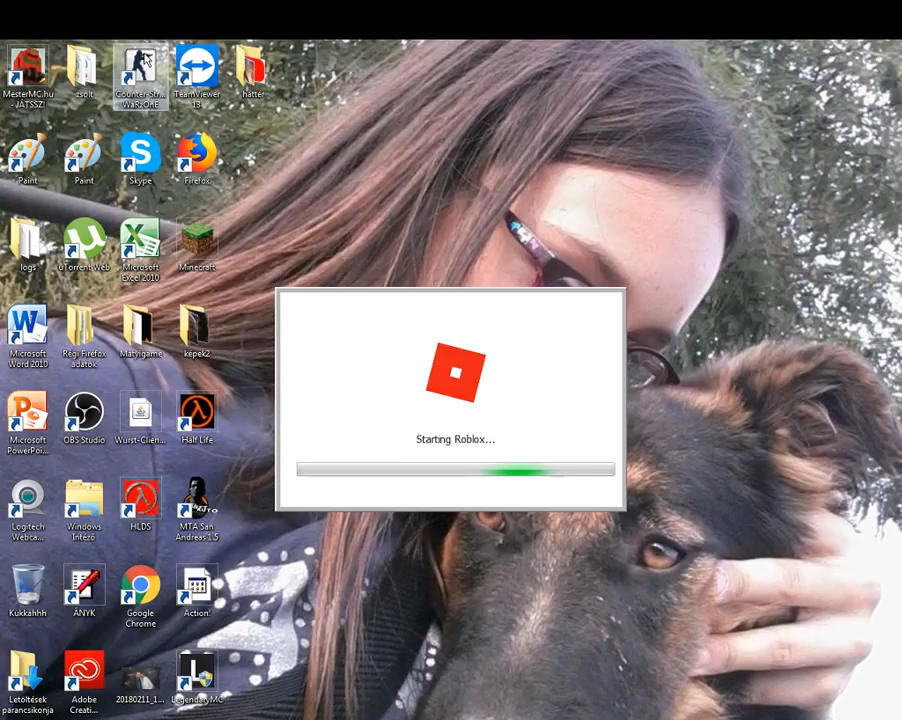 MesterMC.hu
- JÁTSSZ!
zsolt
Counter-Str...
WaRzOnE
TeamViewer
13
hátter
Paint
Paint
Skype
Firefox
logs
uTorrent Web
Microsoft
Excel 2010
Minecraft
Microsoft
Word 2010
Régi Firefox
adatok
Matyigame
képek2
Microsoft
PowerPoi...
OBS Studio
Wurst-Clien...
Half Life
Logitech
Webca...
Windows
Intéző
HLDS
MTA San
Andreas 1.5
Kukkahhh
ÁNYK
Google
Chrome
Action!
Letöltések
parancsikonja
Adobe
Creati...
20180211_1...
LegendaryMC
Starting Roblox...